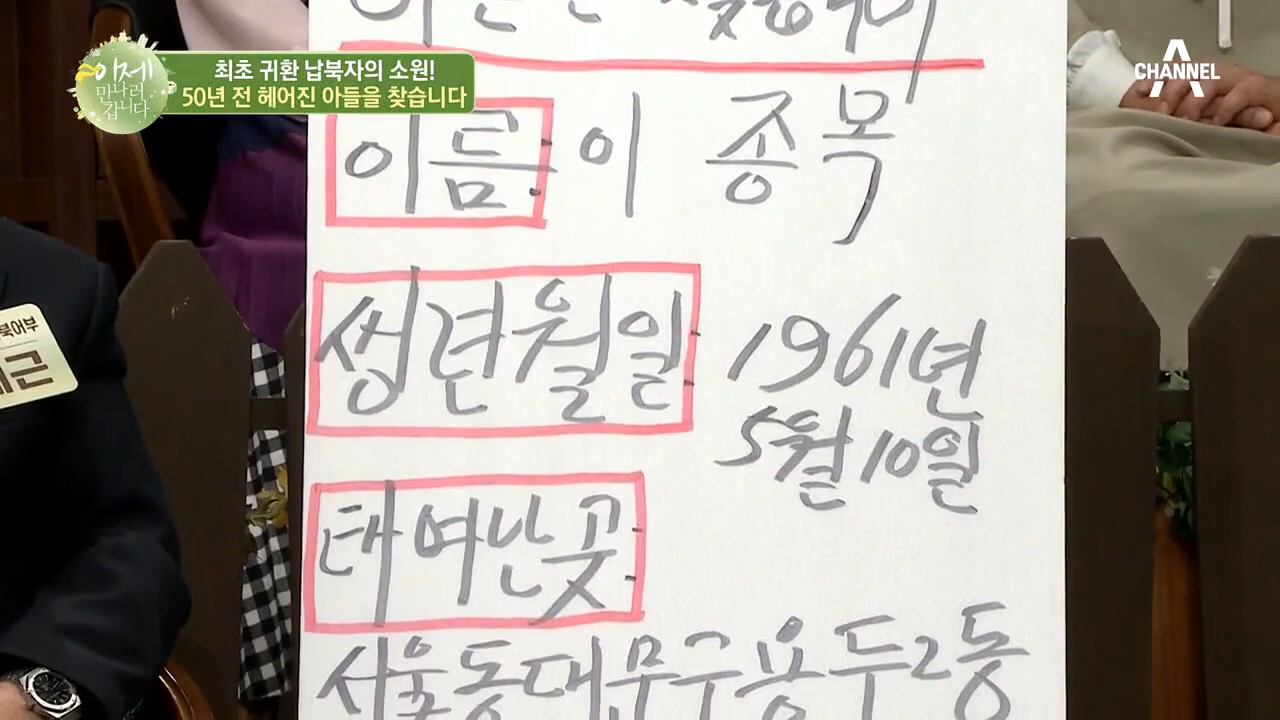 이제
만나러
갑니다
최초 귀환 납북자의 소원!
50년 전 헤어진 아들을 찾습니다
CHANNEL A
이름: 이 종 목
생년월일: 1961년
5월 10일
태여난곳:
서울동대문구용두2동
북어부